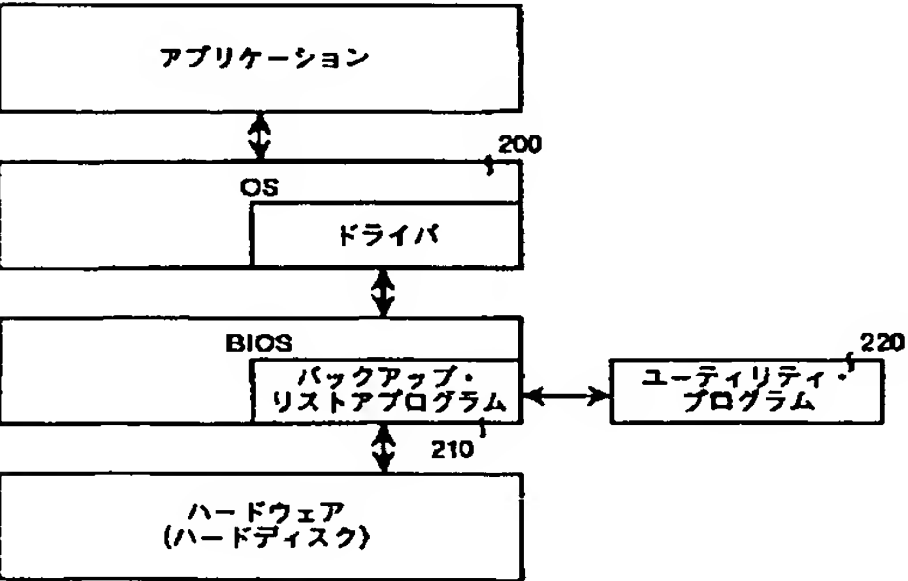 アプリケーション
200
OS
ドライバ
BIOS
220
バックアップ・
リストアプログラム
ユーティリティ・
プログラム
210
ハードウェア
(ハードディスク)